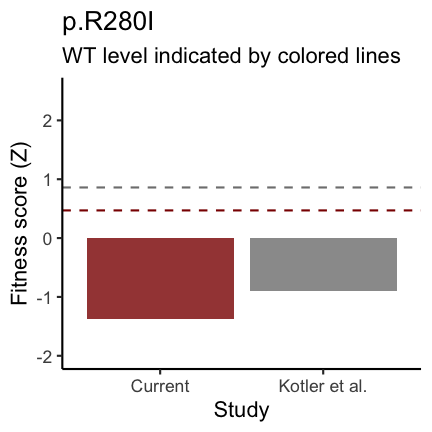 p.R280I
WT level indicated by colored lines
Fitness score (Z)
2
1
0
-1
-2
Current
Kotler et al.
Study